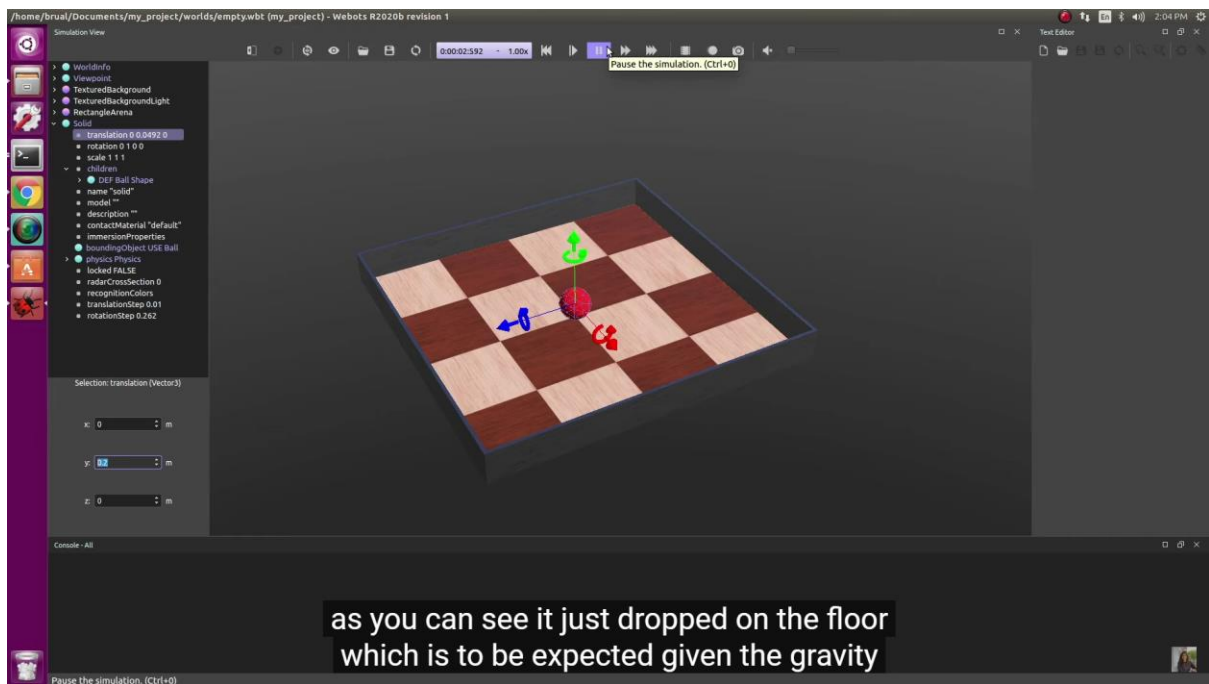 /home/brual/Documents/my_project/worlds/empty.wbt (my_project) - Webots R2020b revision 1
En
2:04 PM
Simulation View
Text Editor
0:00:02:592 - 1.00x
Pause the simulation. (Ctrl+0)
WorldInfo
Viewpoint
TexturedBackground
TexturedBackgroundLight
RectangleArena
Solid
translation 0 0.0492 0
rotation 0 1 0 0
scale 1 1 1
children
DEF Ball Shape
name "solid"
model ""
description ""
contactMaterial "default"
immersionProperties
boundingObject USE Ball
physics Physics
locked FALSE
radarCrossSection 0
recognitionColors
translationStep 0.01
rotationStep 0.262
Selection: translation (Vector3)
x: 0 m
y: 0.2 m
z: 0 m
Console - All
as you can see it just dropped on the floor
which is to be expected given the gravity
Pause the simulation. (Ctrl+0)